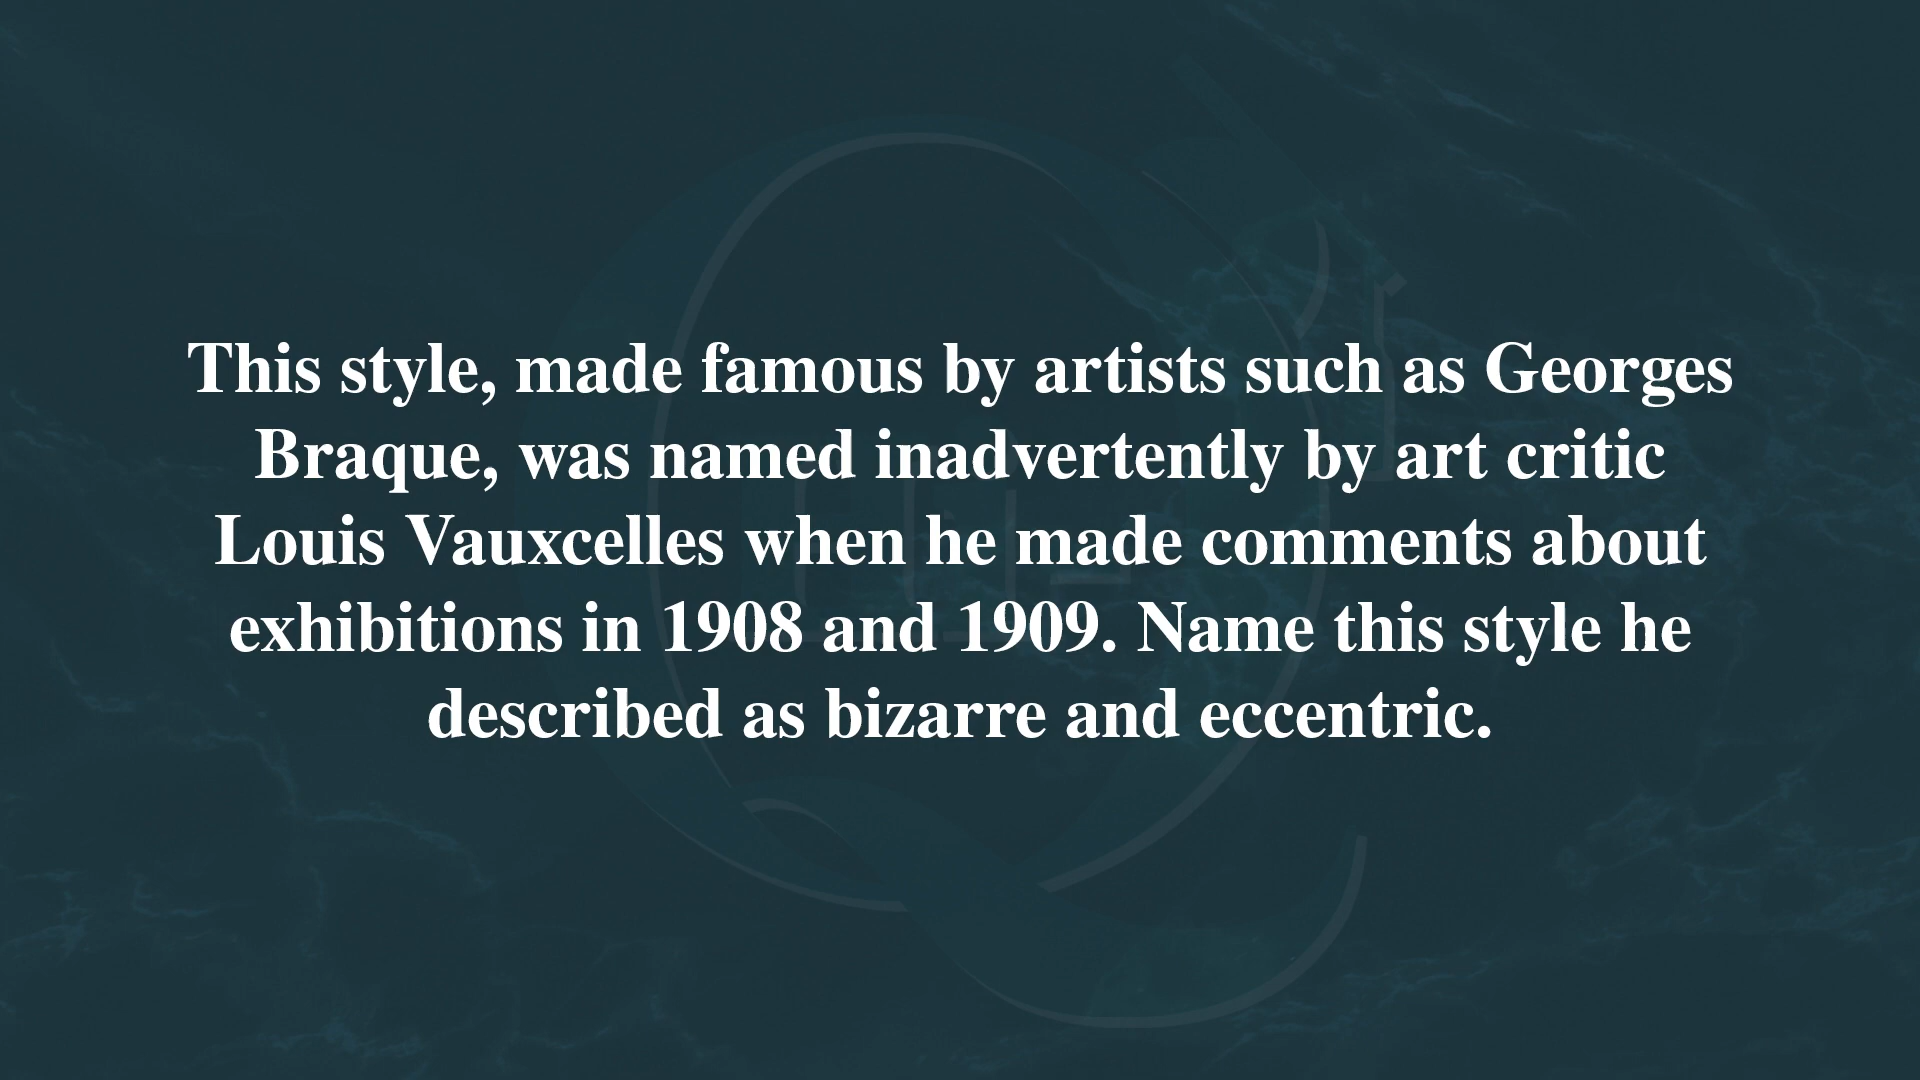 This style, made famous by artists such as Georges
Braque, was named inadvertently by art critic
Louis Vauxcelles when he made comments about
exhibitions in 1908 and 1909. Name this style he
described as bizarre and eccentric.